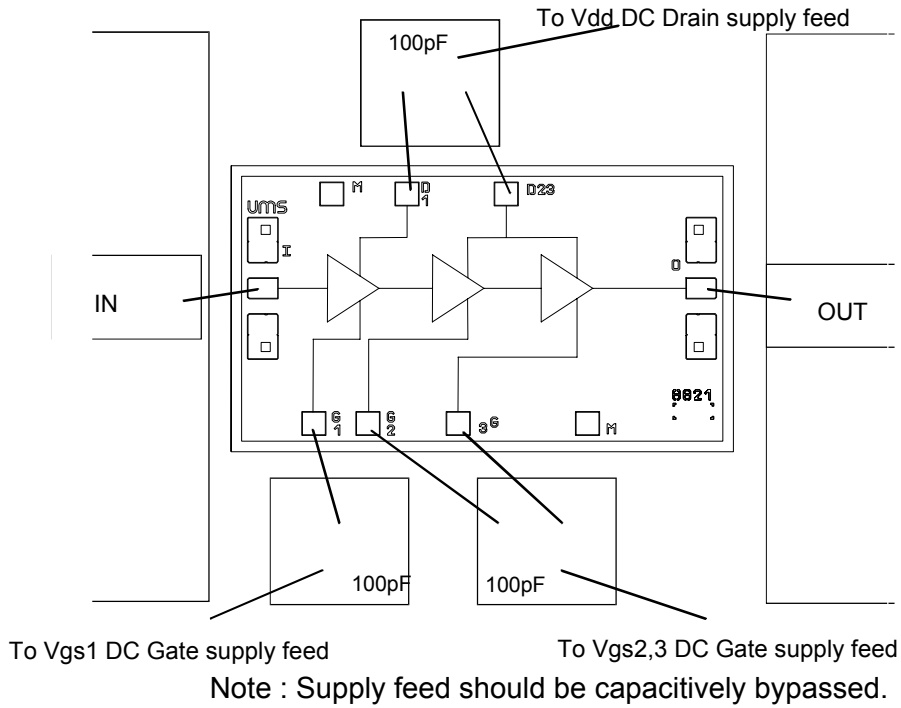 To Vdd DC Drain supply feed
100pF
M
D
1
D23
UMS
I
O
IN
OUT
G
1
G
2
3G
M
100pF
100pF
To Vgs1 DC Gate supply feed
To Vgs2,3 DC Gate supply feed
Note : Supply feed should be capacitively bypassed.